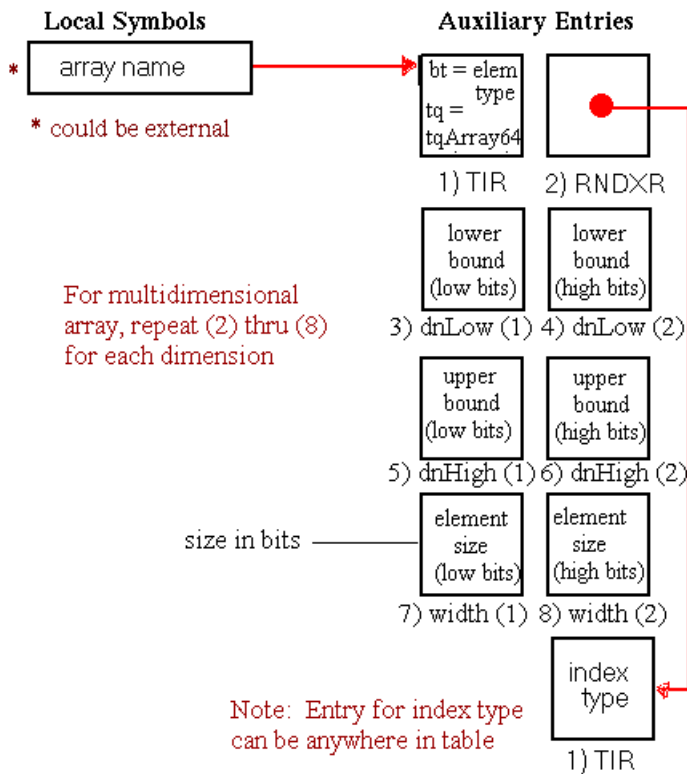 Local Symbols
Auxiliary Entries
* array name
* could be external
bt = elem
type
tq =
tqArray64
1) TIR
2) RNDXR
lower
bound
(low bits)
lower
bound
(high bits)
3) dnLow (1)
4) dnLow (2)
For multidimensional
array, repeat (2) thru (8)
for each dimension
upper
bound
(low bits)
upper
bound
(high bits)
5) dnHigh (1)
6) dnHigh (2)
size in bits
element
size
(low bits)
element
size
(high bits)
7) width (1)
8) width (2)
index
type
1) TIR
Note: Entry for index type
can be anywhere in table